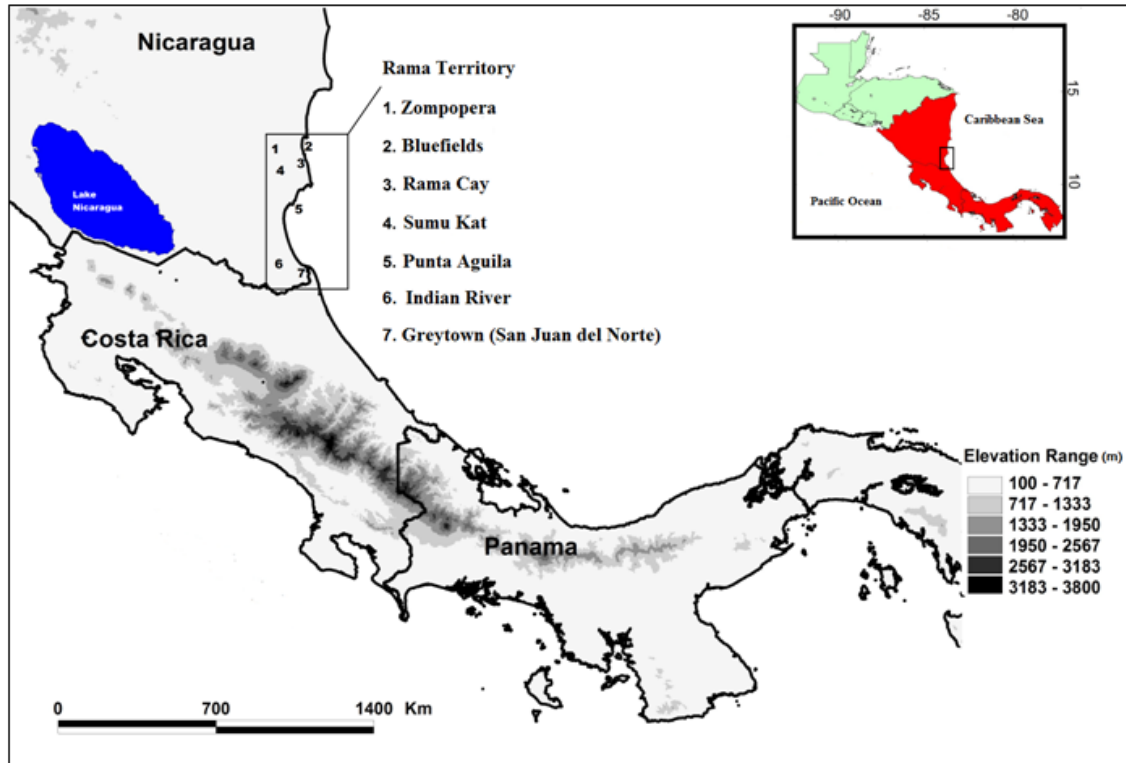 Nicaragua
Rama Territory
1. Zompopera
2. Bluefields
3. Rama Cay
4. Sumu Kat
5. Punta Aguila
6. Indian River
7. Greytown (San Juan del Norte)
1
2
3
4
5
6
7
Lake
Nicaragua
Costa Rica
Panama
-90
-85
-80
15
10
Caribbean Sea
Pacific Ocean
Elevation Range (m)
100 - 717
717 - 1333
1333 - 1950
1950 - 2567
2567 - 3183
3183 - 3800
0 700 1400 Km